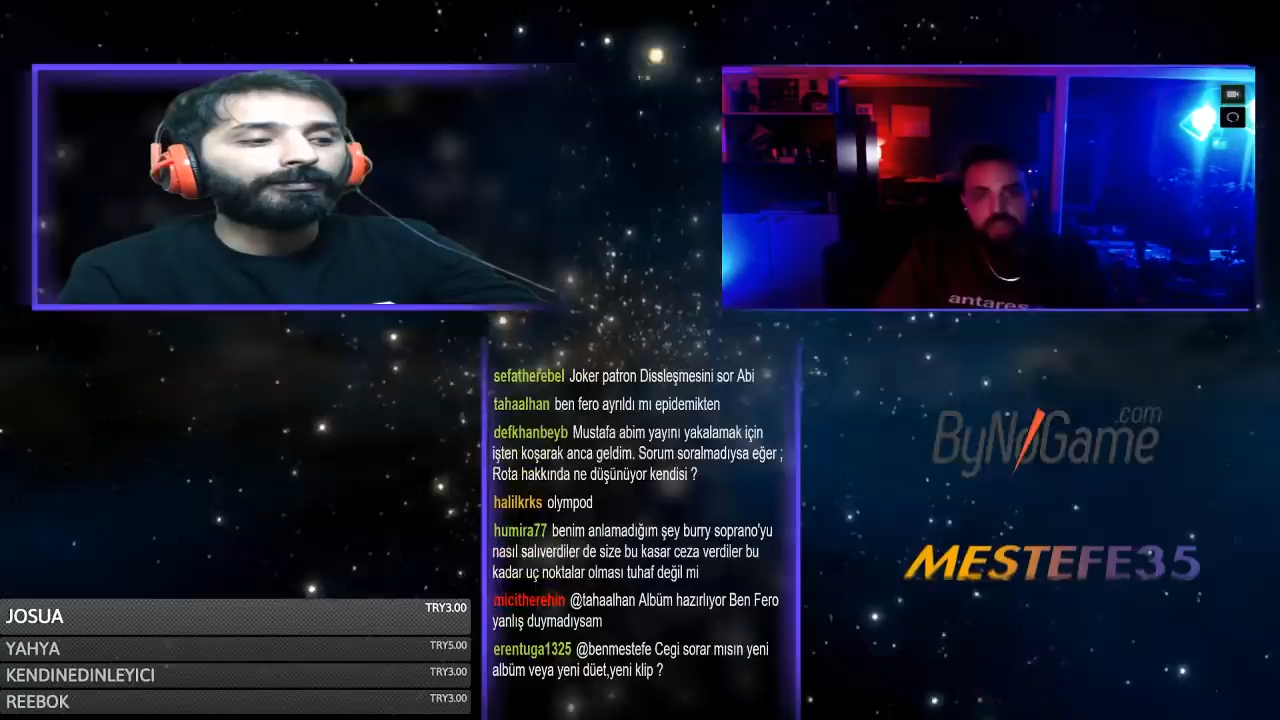 antares
sefatherebel Joker patron Dissleşmesini sor Abi
tahaalhan ben fero ayrıldı mı epidemikten
defkhanbeyb Mustafa abim yayını yakalamak için
işten koşarak anca geldim. Sorum soralmadıysa eğer ;
Rota hakkında ne düşünüyor kendisi ?
halilkrks olympod
humira77 benim anlamadığım şey burry soprano'yu
nasıl salıverdiler de size bu kasar ceza verdiler bu
kadar uç noktalar olması tuhaf değil mi
micitherehin @tahaalhan Albüm hazırlıyor Ben Fero
yanlış duymadıysam
erentuga1325 @benmestefe Cegi sorar mısın yeni
albüm veya yeni düet,yeni klip ?
ByNoGame.com
MESTEFE35
JOSUA TRY3.00
YAHYA TRY5.00
KENDINEDINLEYICI TRY3.00
REEBOK TRY3.00